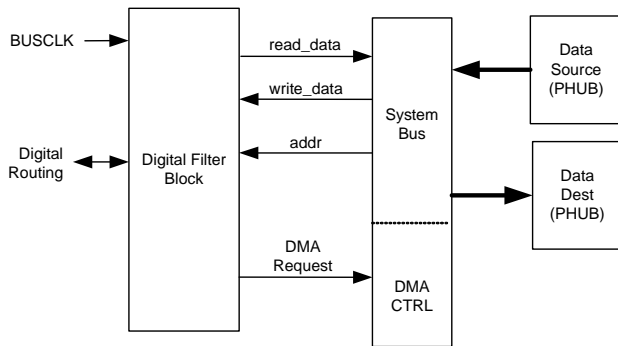 BUSCLK
Digital
Routing
Digital Filter
Block
read_data
write_data
addr
DMA
Request
System
Bus
DMA
CTRL
Data
Source
(PHUB)
Data
Dest
(PHUB)